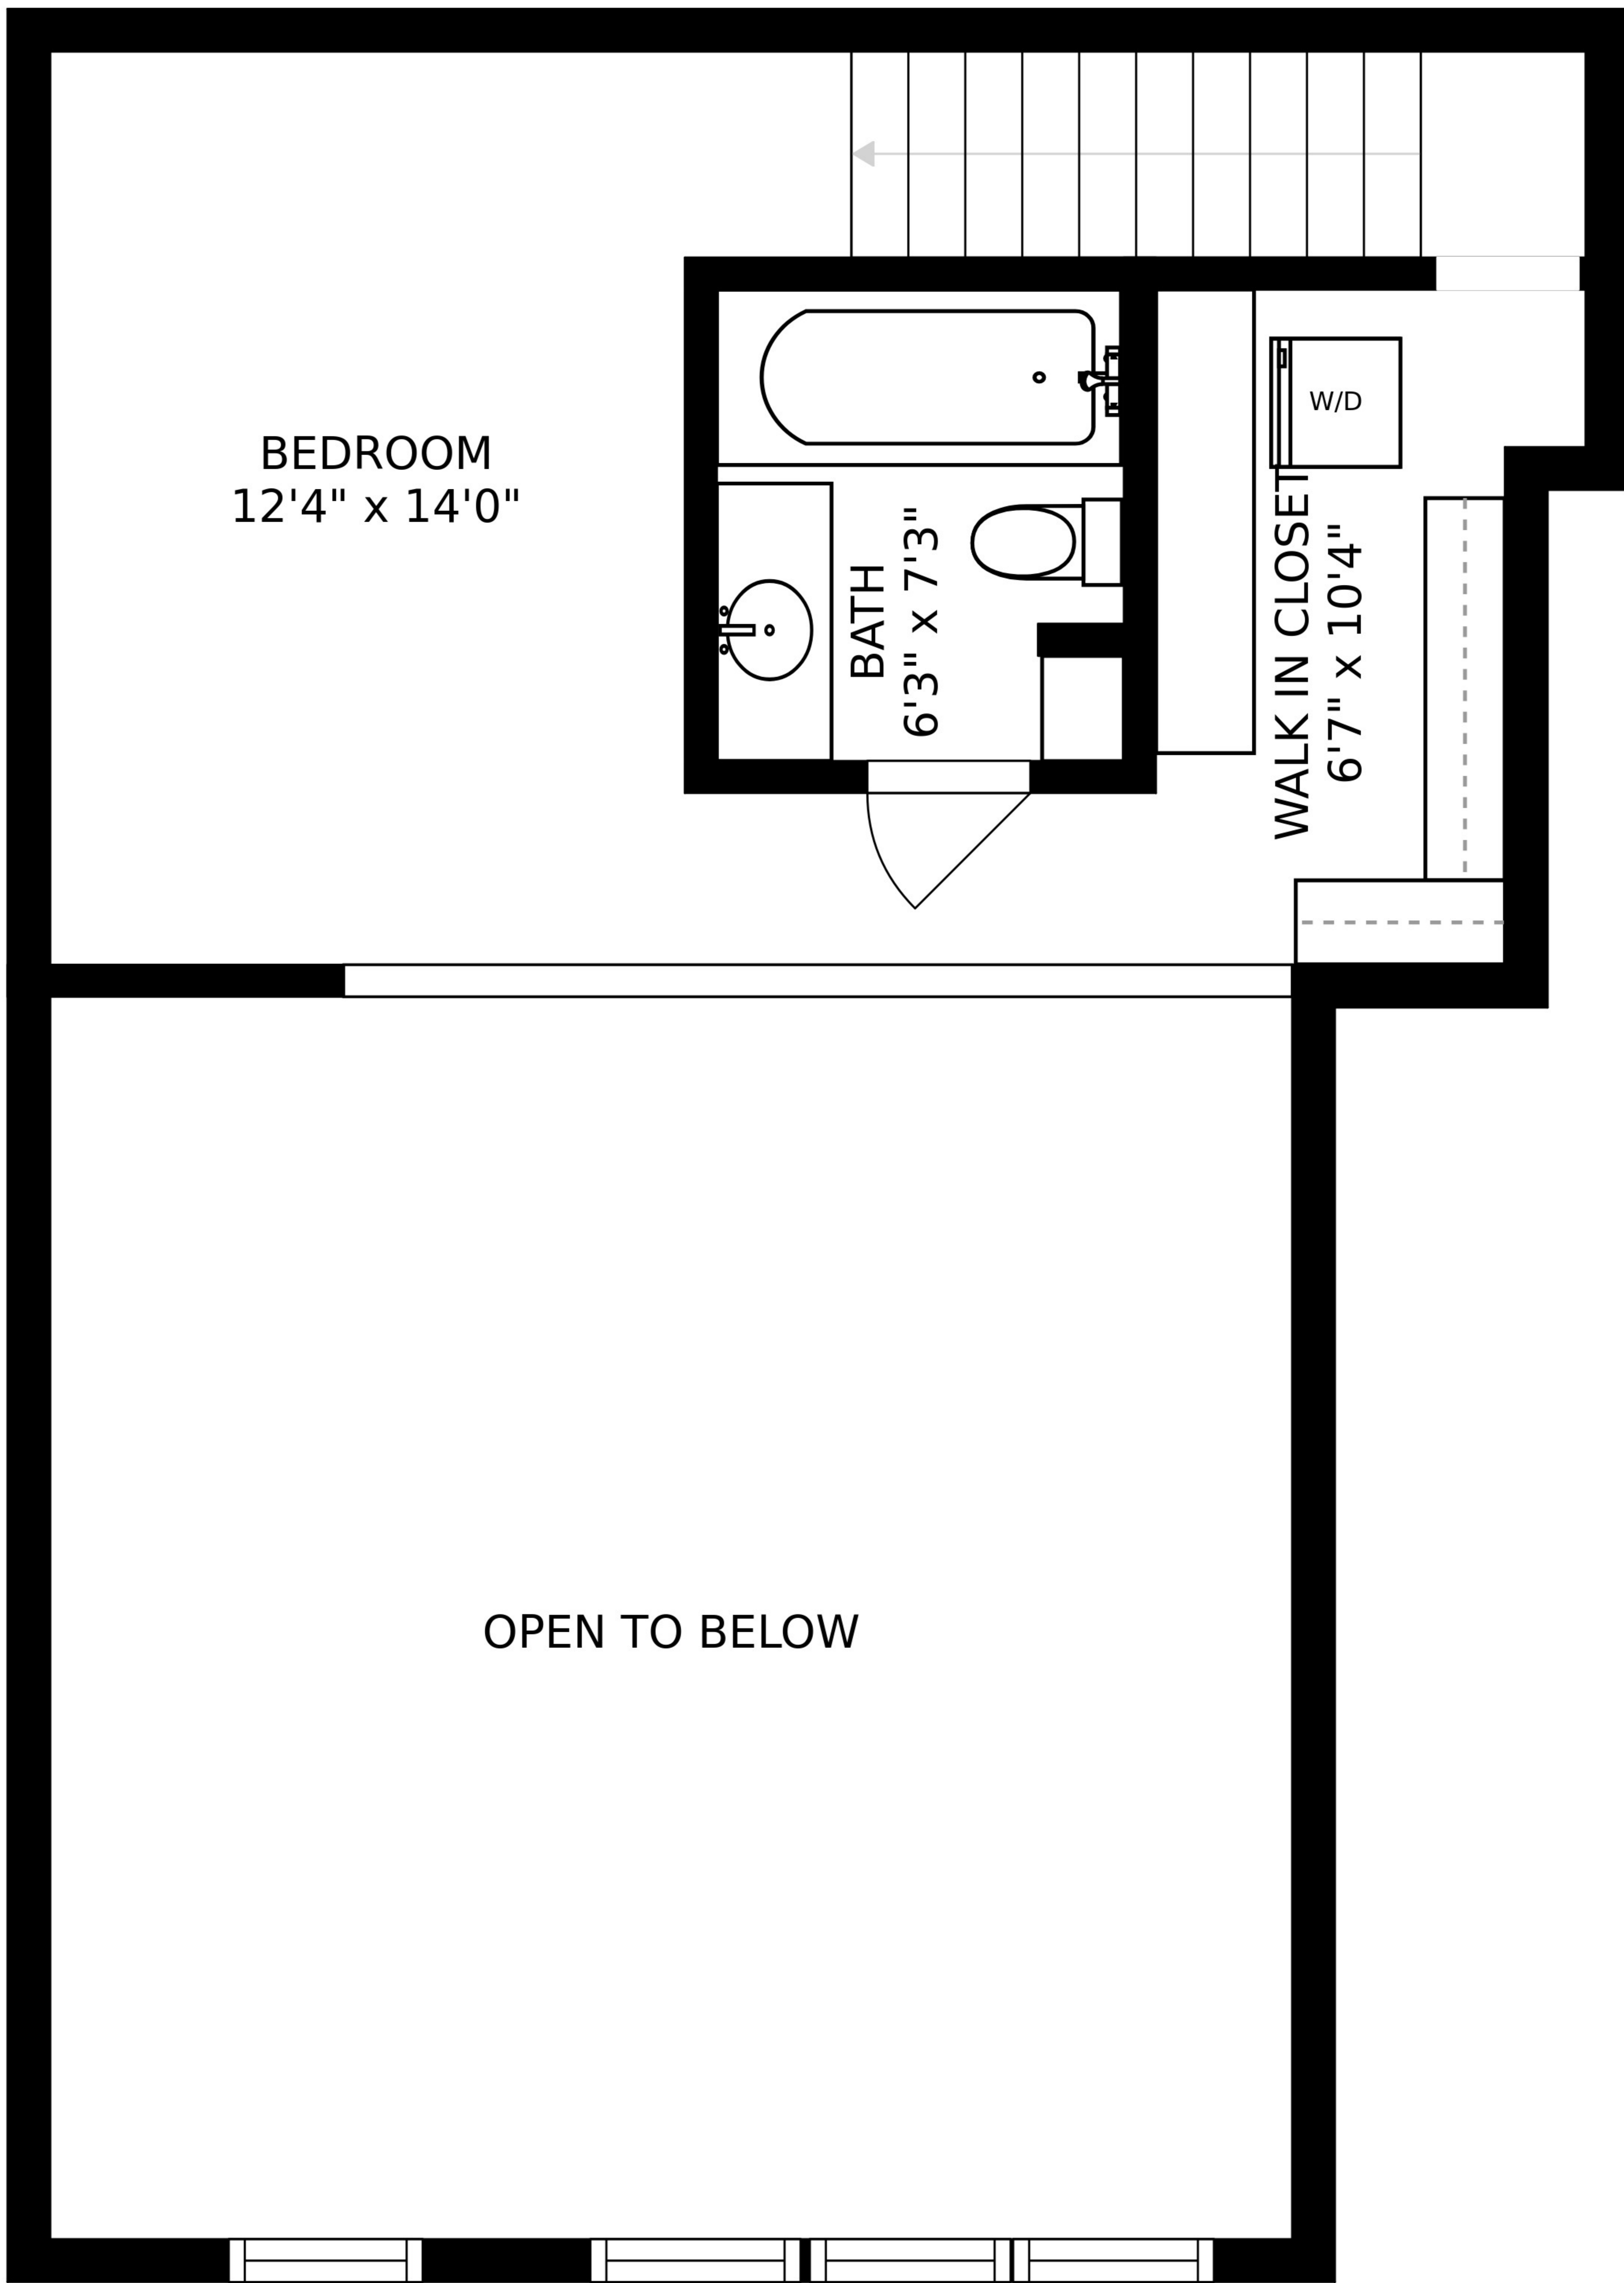 BEDROOM
12'4" x 14'0"
W/D
BATH
6'3" x 7'3"
WALK IN CLOSET
6'7" x 10'4"
OPEN TO BELOW